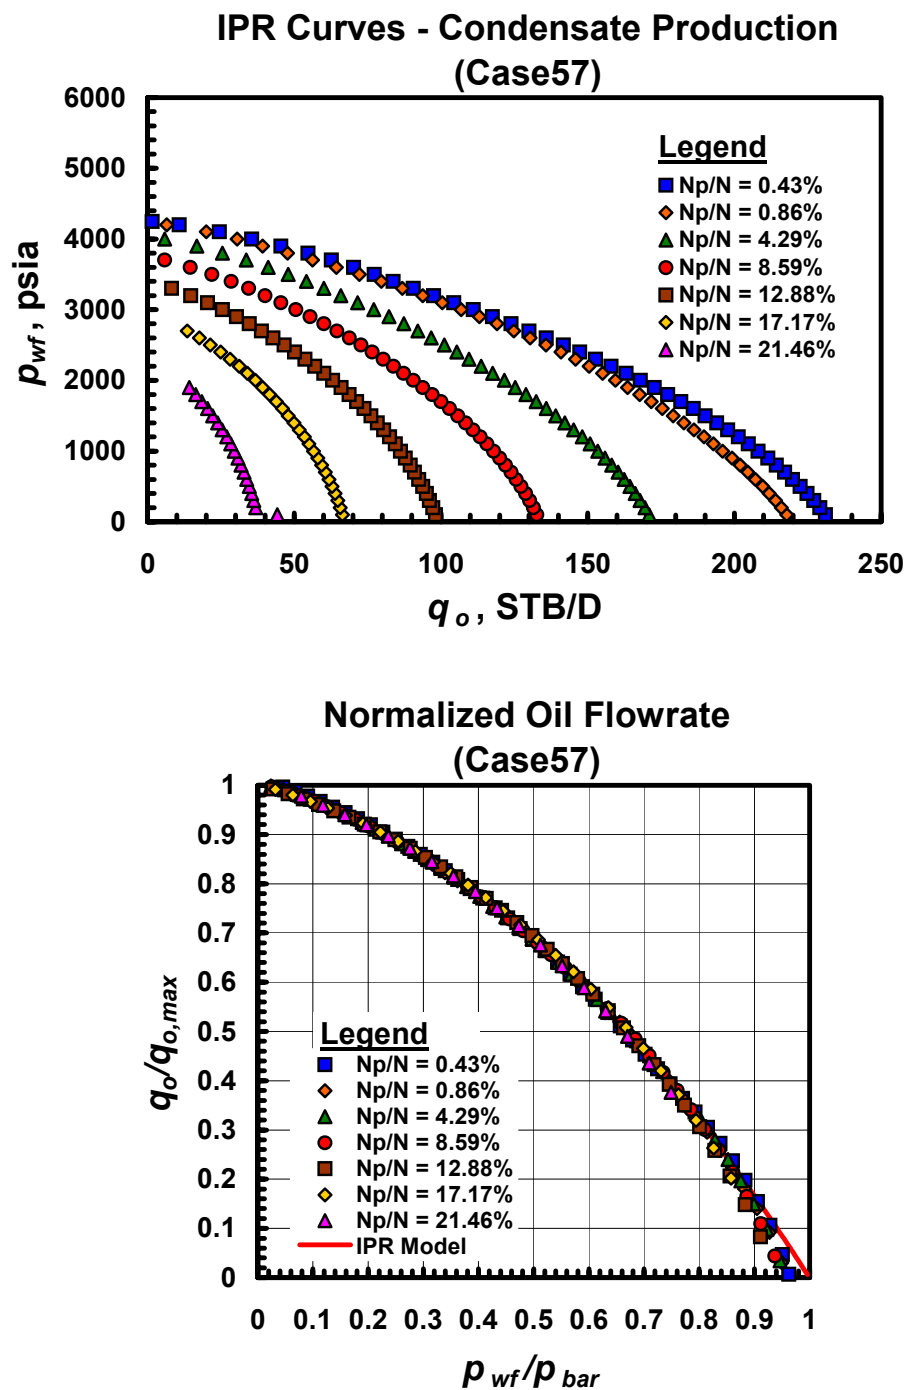 IPR Curves - Condensate Production
(Case57)
6000
5000
4000
3000
2000
1000
0
p wf , psia
Legend
Np/N = 0.43%
Np/N = 0.86%
Np/N = 4.29%
Np/N = 8.59%
Np/N = 12.88%
Np/N = 17.17%
Np/N = 21.46%
0 50 100 150 200 250
q o , STB/D
Normalized Oil Flowrate
(Case57)
1
0.9
0.8
0.7
0.6
0.5
0.4
0.3
0.2
0.1
0
q o /q o,max
Legend
Np/N = 0.43%
Np/N = 0.86%
Np/N = 4.29%
Np/N = 8.59%
Np/N = 12.88%
Np/N = 17.17%
Np/N = 21.46%
IPR Model
0 0.1 0.2 0.3 0.4 0.5 0.6 0.7 0.8 0.9 1
p wf /p bar